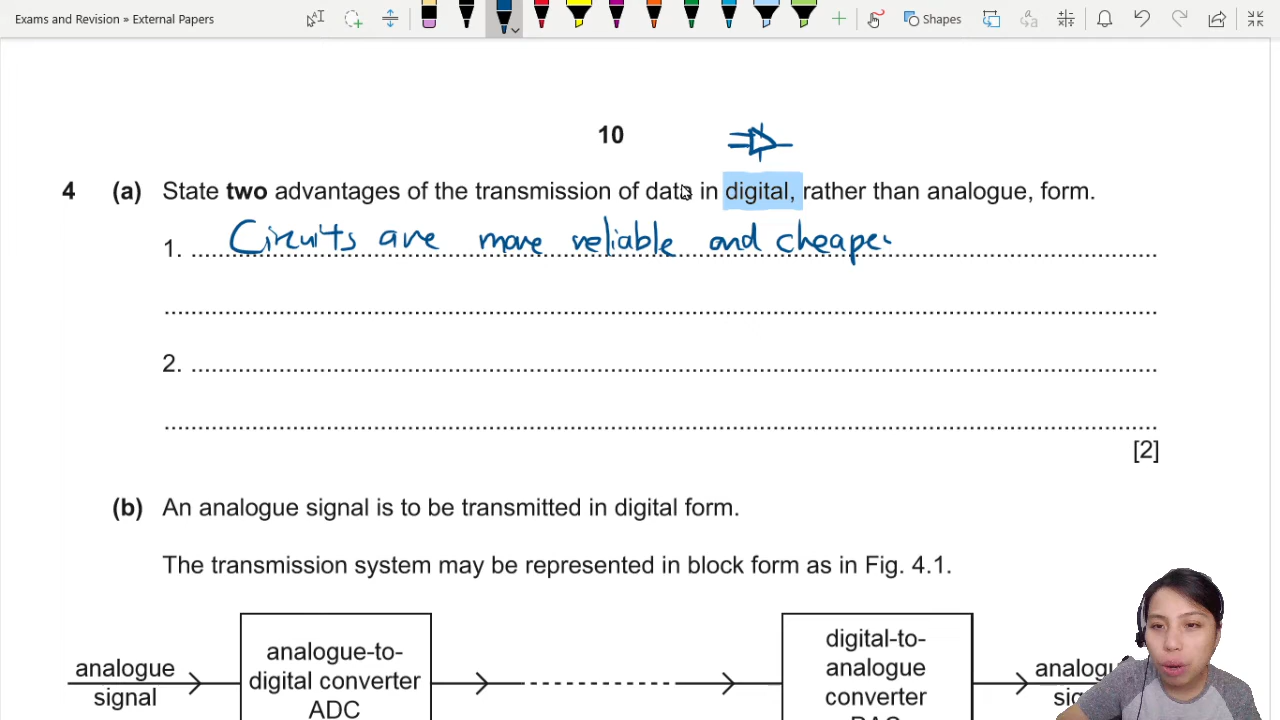 Exams and Revision » External Papers
Shapes
10
4 (a) State two advantages of the transmission of data in digital, rather than analogue, form.
1. Circuits are more reliable and cheaper
2.
[2]
(b) An analogue signal is to be transmitted in digital form.
The transmission system may be represented in block form as in Fig. 4.1.
analogue
signal
analogue-to-
digital converter
ADC
digital-to-
analogue
converter